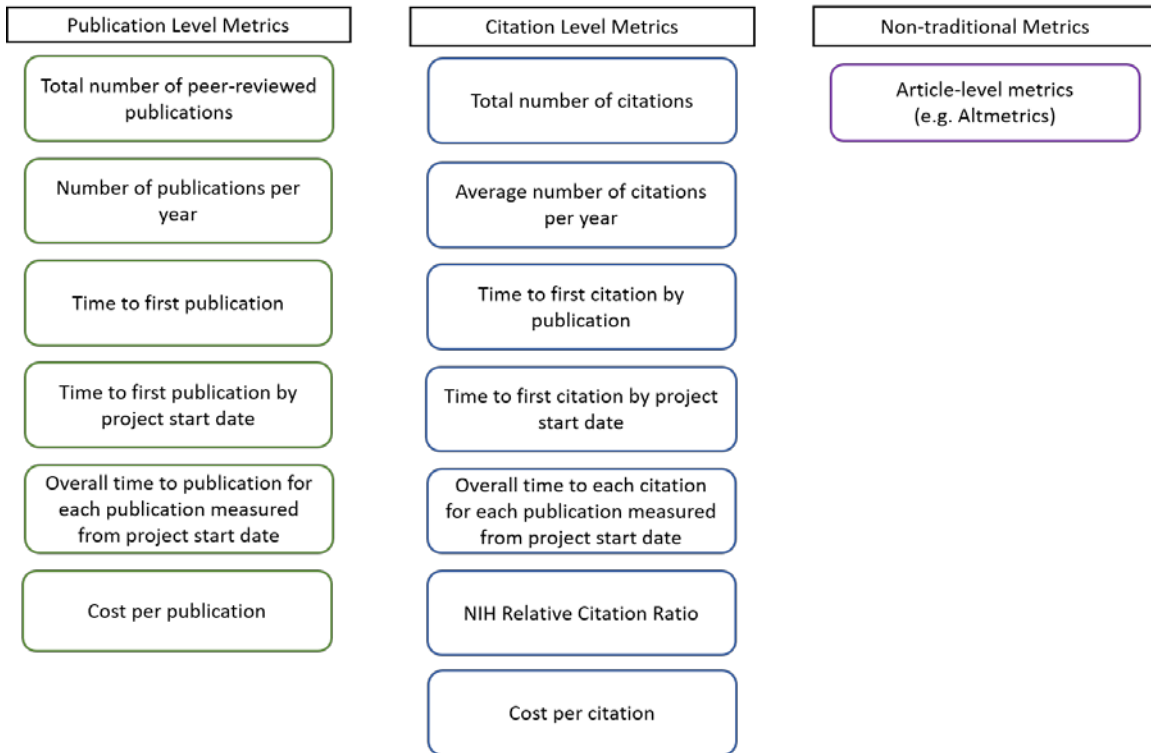 Publication Level Metrics
Total number of peer-reviewed
publications
Number of publications per
year
Time to first publication
Time to first publication by
project start date
Overall time to publication for
each publication measured
from project start date
Cost per publication
Citation Level Metrics
Total number of citations
Average number of citations
per year
Time to first citation by
publication
Time to first citation by project
start date
Overall time to each citation
for each publication measured
from project start date
NIH Relative Citation Ratio
Cost per citation
Non-traditional Metrics
Article-level metrics
(e.g. Altmetrics)